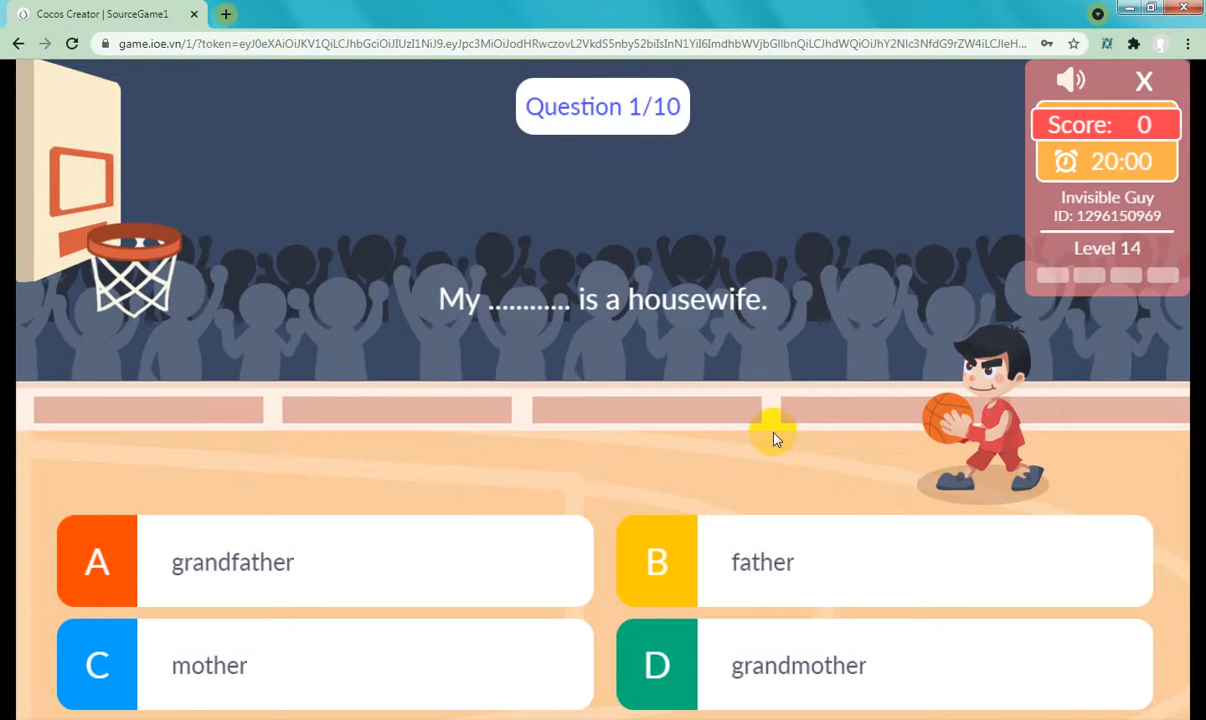 Cocos Creator | SourceGame1
game.ioe.vn/1/?token=eyJ0eXAiOiJKV1QiLCJhbGciOiJIUzI1NiJ9.eyJpc3MiOiJodHRwczovL2VkdS5nby52biIsInN1YiI6ImdhbWVjbGllbnQiLCJhdWQiOiJhY2Nlc3NfdG9rZW4iLCJleH...
Question 1/10
X
Score: 0
20:00
Invisible Guy
ID: 1296150969
Level 14
My ............ is a housewife.
A grandfather
B father
C mother
D grandmother